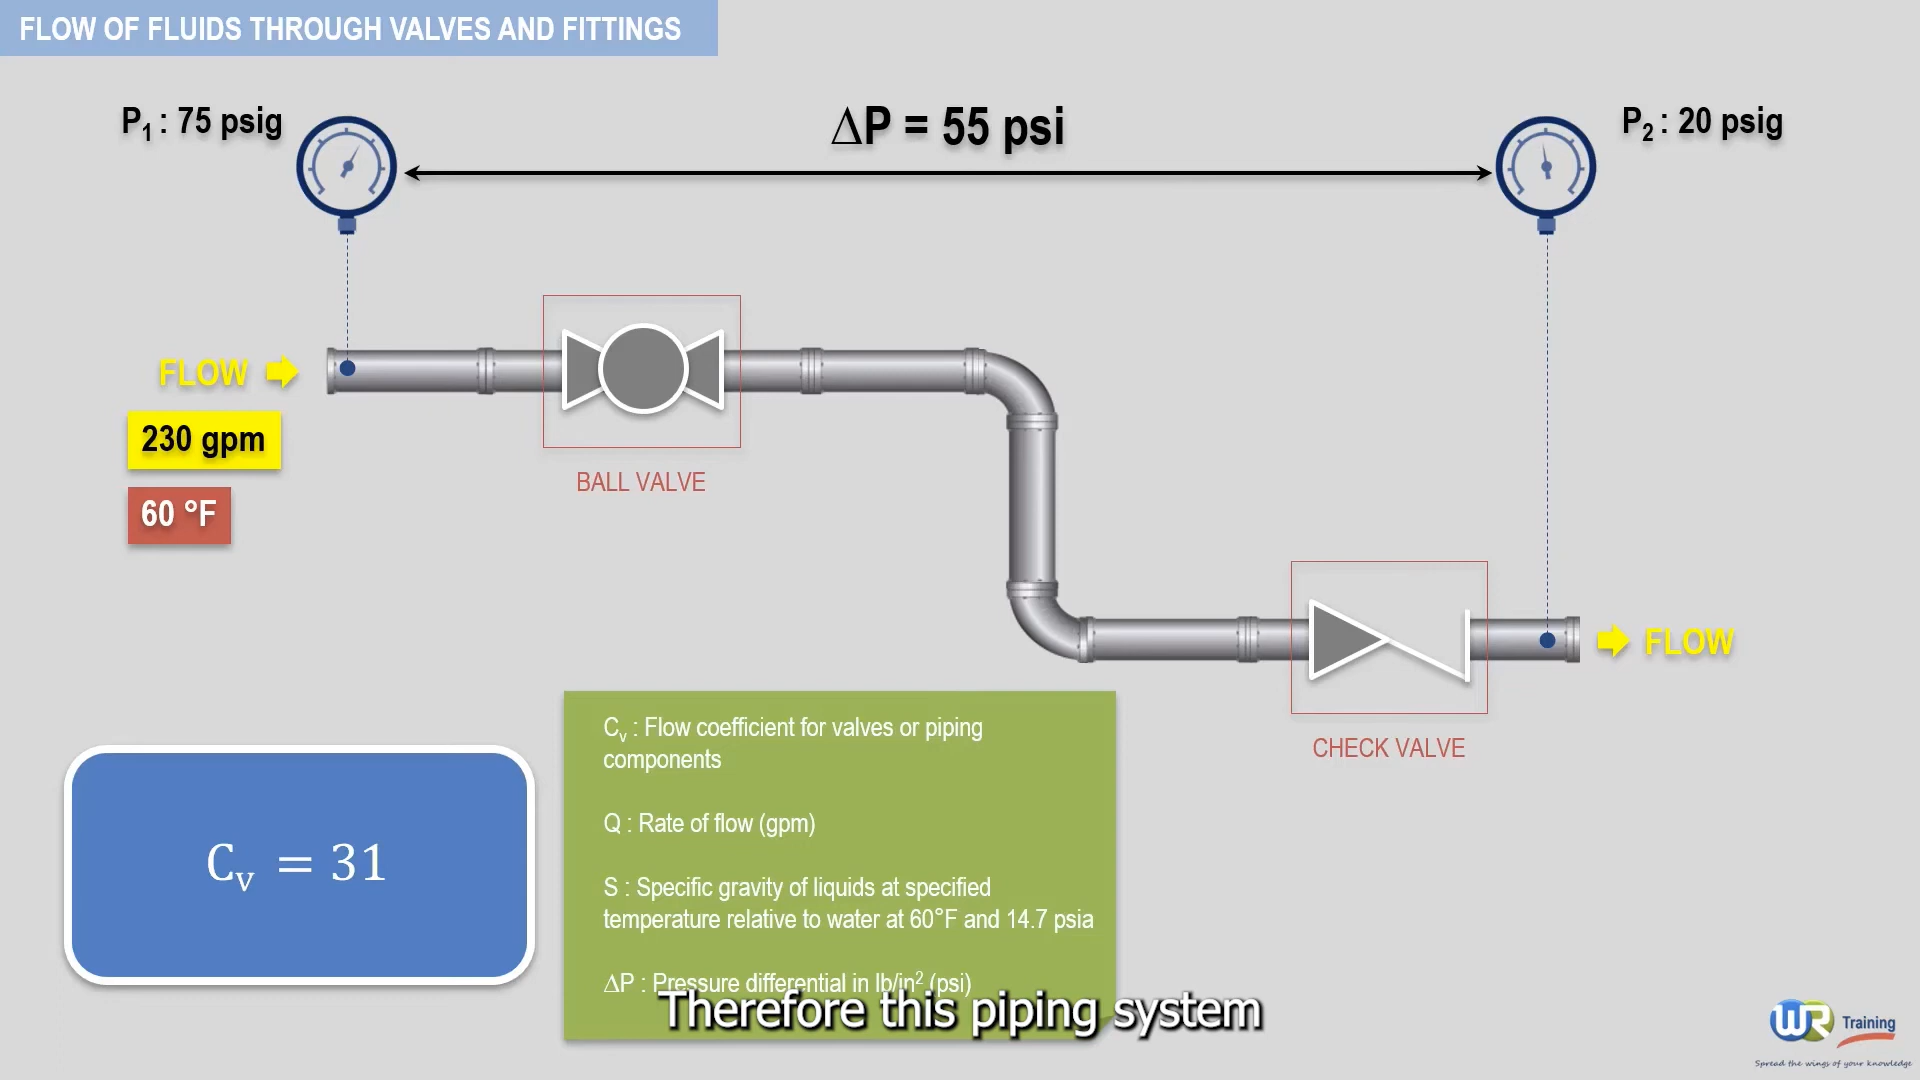 FLOW OF FLUIDS THROUGH VALVES AND FITTINGS
P1 : 75 psig
∆P = 55 psi
P2 : 20 psig
FLOW
230 gpm
60 °F
BALL VALVE
FLOW
CHECK VALVE
Cv = 31
Cv : Flow coefficient for valves or piping
components
Q : Rate of flow (gpm)
S : Specific gravity of liquids at specified
temperature relative to water at 60°F and 14.7 psia
∆P : Pressure differential in lb/in² (psi)
Therefore this piping system
WR Training
Spread the wings of your knowledge